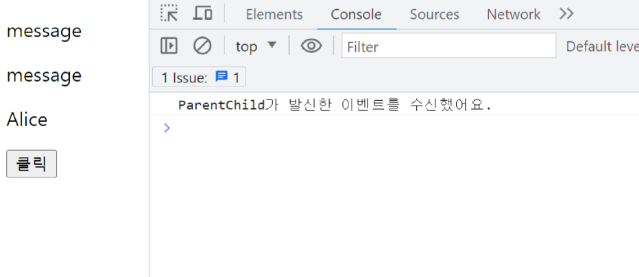 message
message
Alice
클릭
Elements Console Sources Network
top Filter Default leve
1 Issue: 1
ParentChild가 발신한 이벤트를 수신했어요.